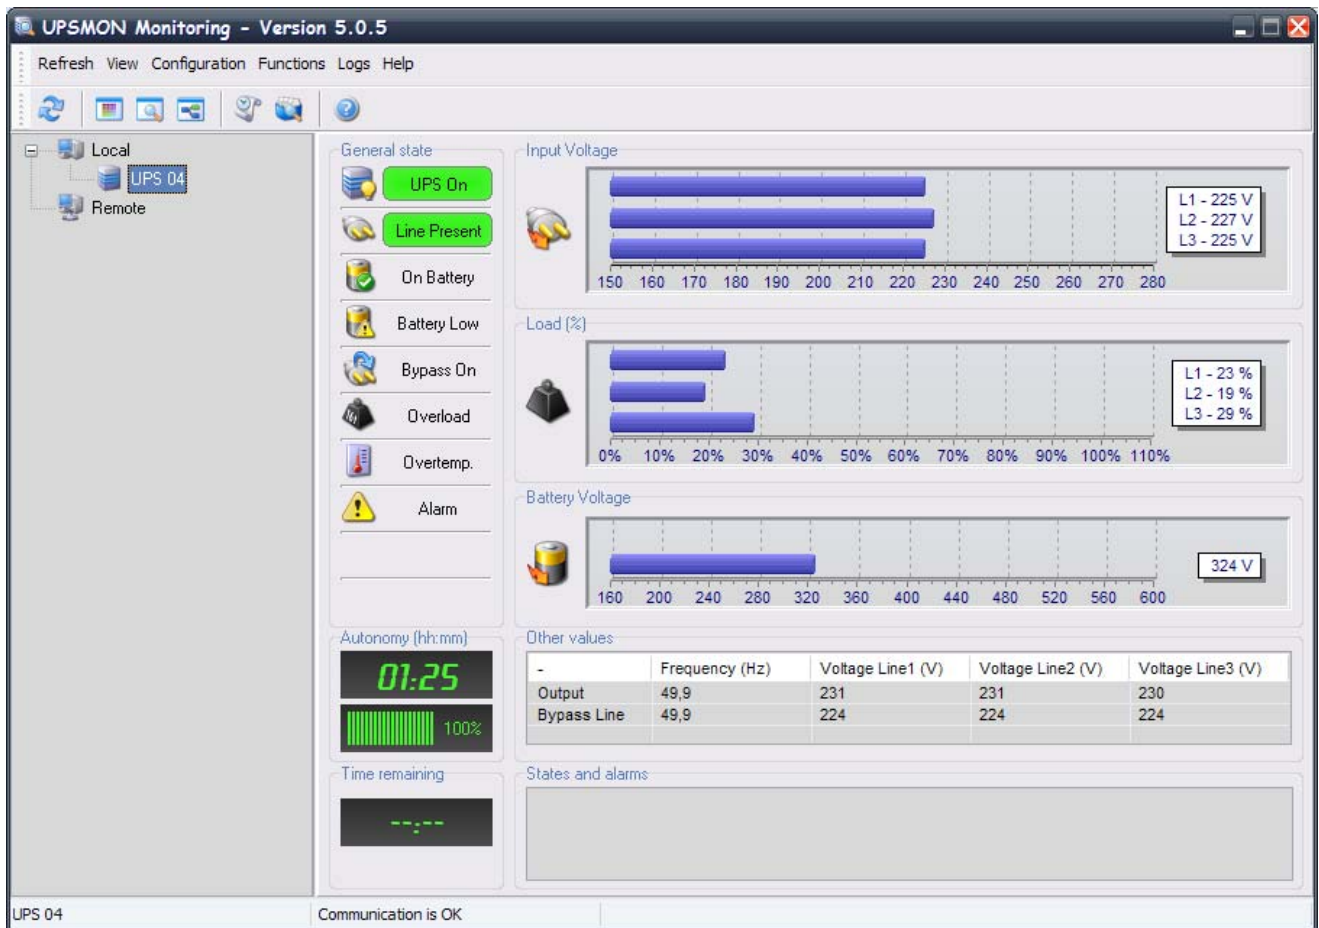 UPSMON Monitoring - Version 5.0.5
Refresh View Configuration Functions Logs Help
Local
UPS 04
Remote
General state
UPS On
Line Present
On Battery
Battery Low
Bypass On
Overload
Overtemp.
Alarm
Input Voltage
L1 - 225 V
L2 - 227 V
L3 - 225 V
150 160 170 180 190 200 210 220 230 240 250 260 270 280
Load (%)
L1 - 23 %
L2 - 19 %
L3 - 29 %
0% 10% 20% 30% 40% 50% 60% 70% 80% 90% 100% 110%
Battery Voltage
324 V
160 200 240 280 320 360 400 440 480 520 560 600
Autonomy (hh:mm)
01:25
100%
Other values
- Frequency (Hz) Voltage Line1 (V) Voltage Line2 (V) Voltage Line3 (V)
Output 49,9 231 231 230
Bypass Line 49,9 224 224 224
Time remaining
--:--
States and alarms
UPS 04 Communication is OK